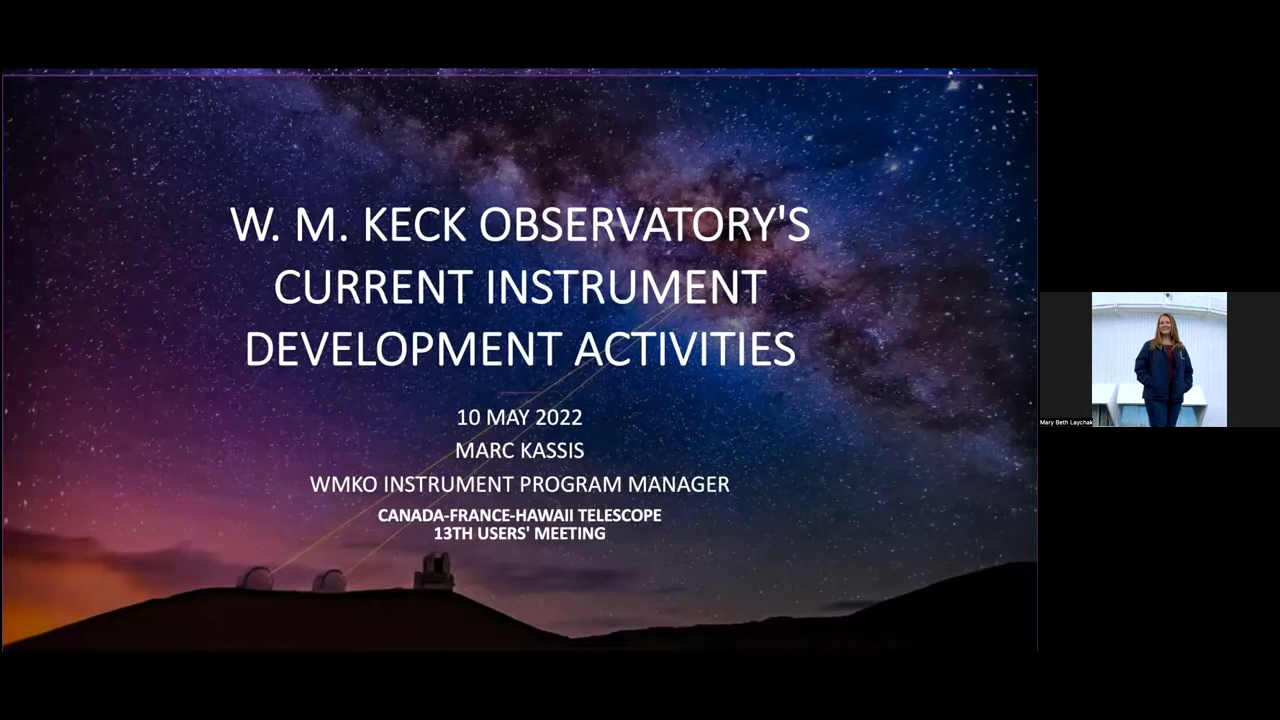 W. M. KECK OBSERVATORY'S
CURRENT INSTRUMENT
DEVELOPMENT ACTIVITIES
10 MAY 2022
MARC KASSIS
WMKO INSTRUMENT PROGRAM MANAGER
CANADA-FRANCE-HAWAII TELESCOPE
13TH USERS' MEETING
Mary Beth Laychak